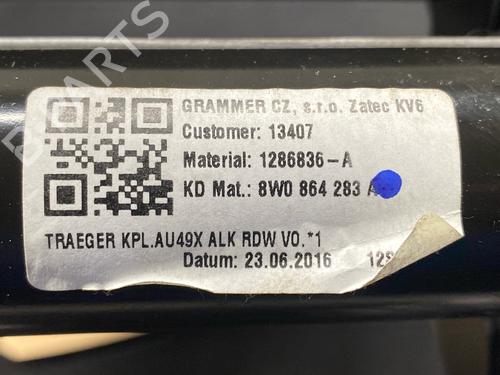 GRAMMER CZ, s.r.o. Zatec KV6
Customer: 13407
Material: 1286836-A
KD Mat.: 8W0 864 283 A
TRAEGER KPL.AU49X ALK RDW V0.*1
Datum: 23.06.2016